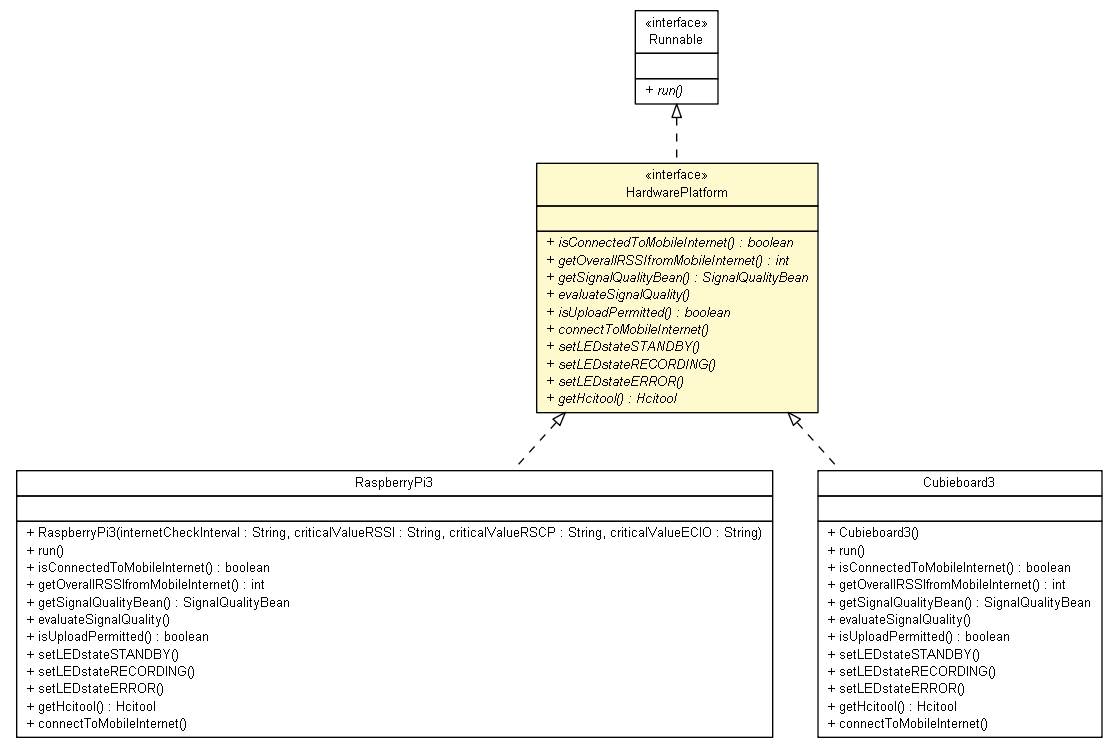 «interface»
Runnable
+ run()
«interface»
HardwarePlatform
+ isConnectedToMobileInternet() : boolean
+ getOverallRSSIfromMobileInternet() : int
+ getSignalQualityBean() : SignalQualityBean
+ evaluateSignalQuality()
+ isUploadPermitted() : boolean
+ connectToMobileInternet()
+ setLEDstateSTANDBY()
+ setLEDstateRECORDING()
+ setLEDstateERROR()
+ getHcitool() : Hcitool
RaspberryPi3
+ RaspberryPi3(internetCheckInterval : String, criticalValueRSSI : String, criticalValueRSCP : String, criticalValueECIO : String)
+ run()
+ isConnectedToMobileInternet() : boolean
+ getOverallRSSIfromMobileInternet() : int
+ getSignalQualityBean() : SignalQualityBean
+ evaluateSignalQuality()
+ isUploadPermitted() : boolean
+ setLEDstateSTANDBY()
+ setLEDstateRECORDING()
+ setLEDstateERROR()
+ getHcitool() : Hcitool
+ connectToMobileInternet()
Cubieboard3
+ Cubieboard3()
+ run()
+ isConnectedToMobileInternet() : boolean
+ getOverallRSSIfromMobileInternet() : int
+ getSignalQualityBean() : SignalQualityBean
+ evaluateSignalQuality()
+ isUploadPermitted() : boolean
+ setLEDstateSTANDBY()
+ setLEDstateRECORDING()
+ setLEDstateERROR()
+ getHcitool() : Hcitool
+ connectToMobileInternet()